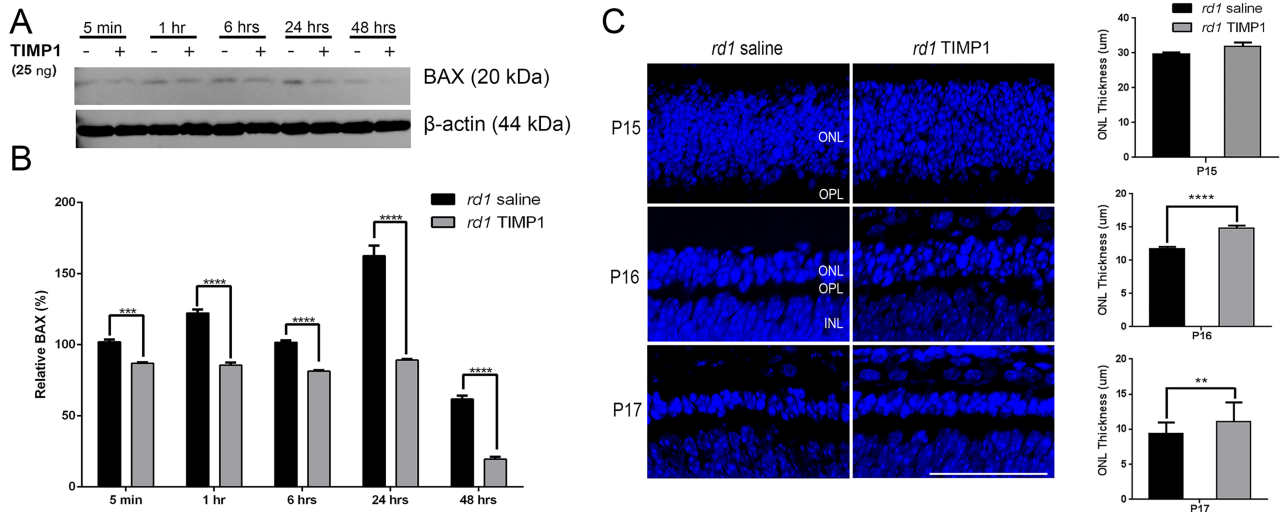 A
5 min 1 hr 6 hrs 24 hrs 48 hrs
TIMP1 - + - + - + - + - +
(25 ng)
BAX (20 kDa)
β-actin (44 kDa)
B
rd1 saline
rd1 TIMP1
Relative BAX (%)
200
150
100
50
0
***
****
****
****
****
5 min 1 hr 6 hrs 24 hrs 48 hrs
C
rd1 saline rd1 TIMP1
P15
ONL
OPL
P16
ONL
OPL
INL
P17
rd1 saline
rd1 TIMP1
ONL Thickness (um)
40
30
20
10
0
P15
ONL Thickness (um)
20
15
10
5
0
****
P16
ONL Thickness (um)
20
15
10
5
0
**
P17